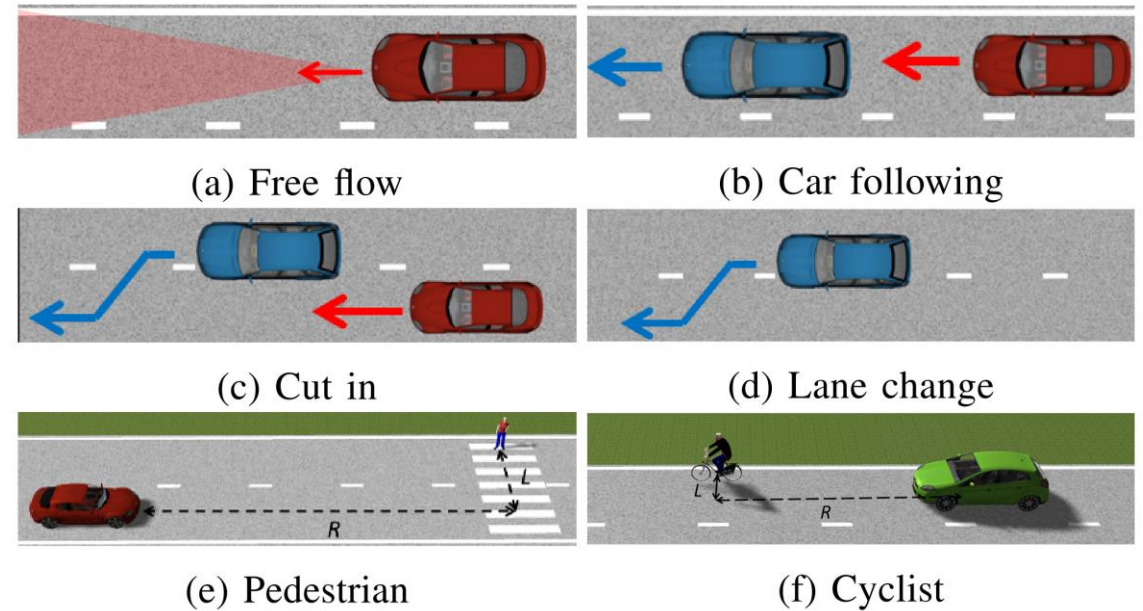 (a) Free flow
(b) Car following
(c) Cut in
(d) Lane change
L
R
L
R
(e) Pedestrian
(f) Cyclist